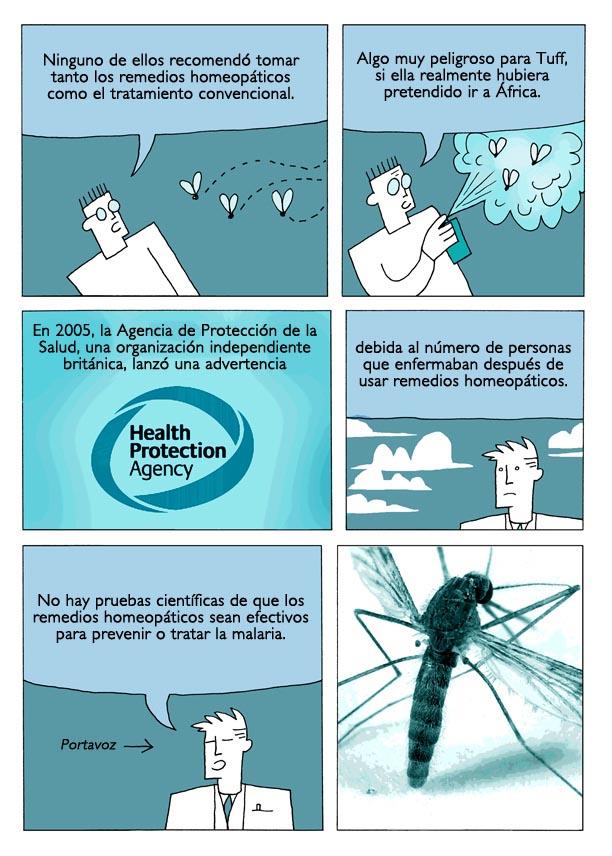 Ninguno de ellos recomendó tomar
tanto los remedios homeopáticos
como el tratamiento convencional.
Algo muy peligroso para Tuff,
si ella realmente hubiera
pretendido ir a África.
En 2005, la Agencia de Protección de la
Salud, una organización independiente
británica, lanzó una advertencia
Health
Protection
Agency
debida al número de personas
que enfermaban después de
usar remedios homeopáticos.
No hay pruebas científicas de que los
remedios homeopáticos sean efectivos
para prevenir o tratar la malaria.
Portavoz